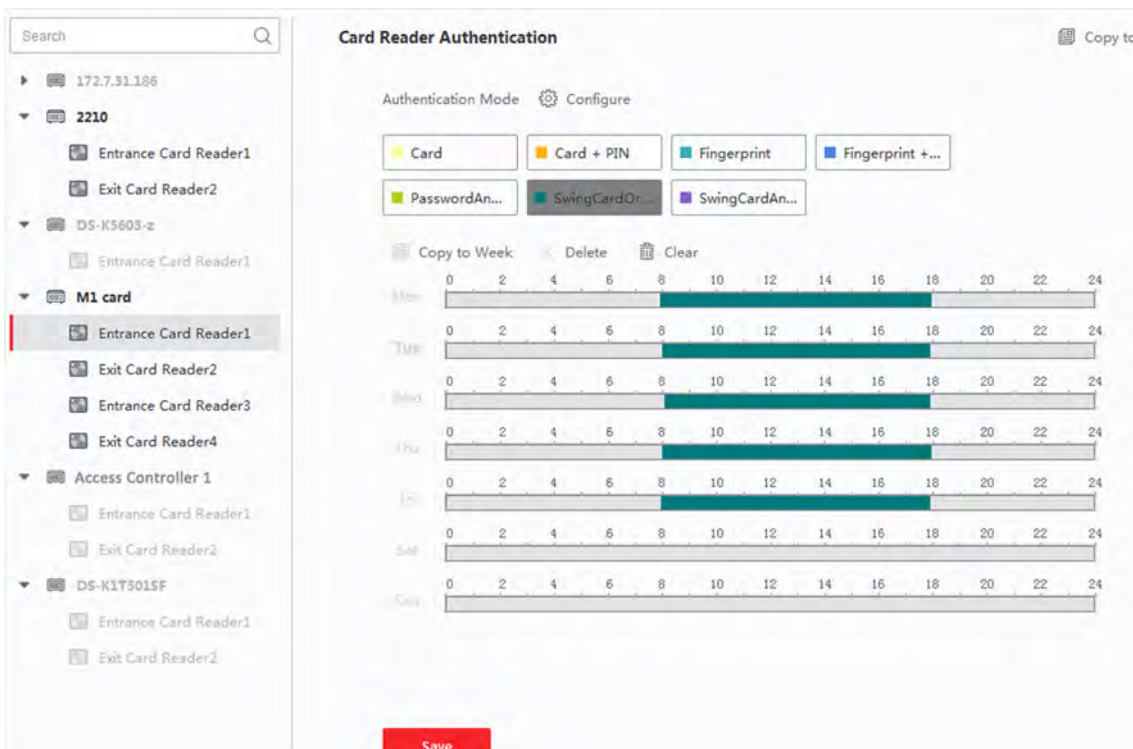 Search
172.7.31.186
2210
Entrance Card Reader1
Exit Card Reader2
DS-K5603-z
Entrance Card Reader1
M1 card
Entrance Card Reader1
Exit Card Reader2
Entrance Card Reader3
Exit Card Reader4
Access Controller 1
Entrance Card Reader1
Exit Card Reader2
DS-K1T501SF
Entrance Card Reader1
Exit Card Reader2
Card Reader Authentication
Copy to
Authentication Mode Configure
Card Card + PIN Fingerprint Fingerprint +...
PasswordAn... SwingCardOr... SwingCardAn...
Copy to Week Delete Clear
0 2 4 6 8 10 12 14 16 18 20 22 24
Mon
0 2 4 6 8 10 12 14 16 18 20 22 24
Tue
0 2 4 6 8 10 12 14 16 18 20 22 24
Wed
0 2 4 6 8 10 12 14 16 18 20 22 24
Thu
0 2 4 6 8 10 12 14 16 18 20 22 24
Fri
0 2 4 6 8 10 12 14 16 18 20 22 24
Sat
0 2 4 6 8 10 12 14 16 18 20 22 24
Sun
Save